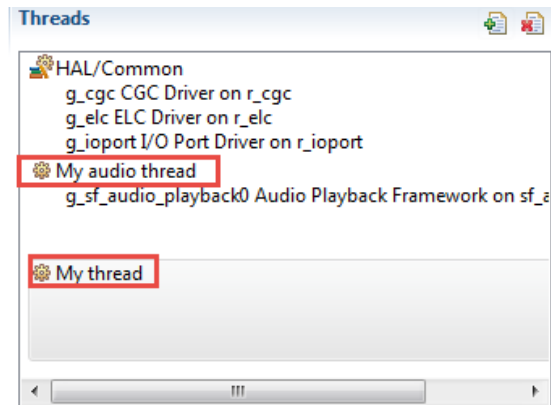 Threads
HAL/Common
g_cgc CGC Driver on r_cgc
g_elc ELC Driver on r_elc
g_ioport I/O Port Driver on r_ioport
My audio thread
g_sf_audio_playback0 Audio Playback Framework on sf_a
My thread